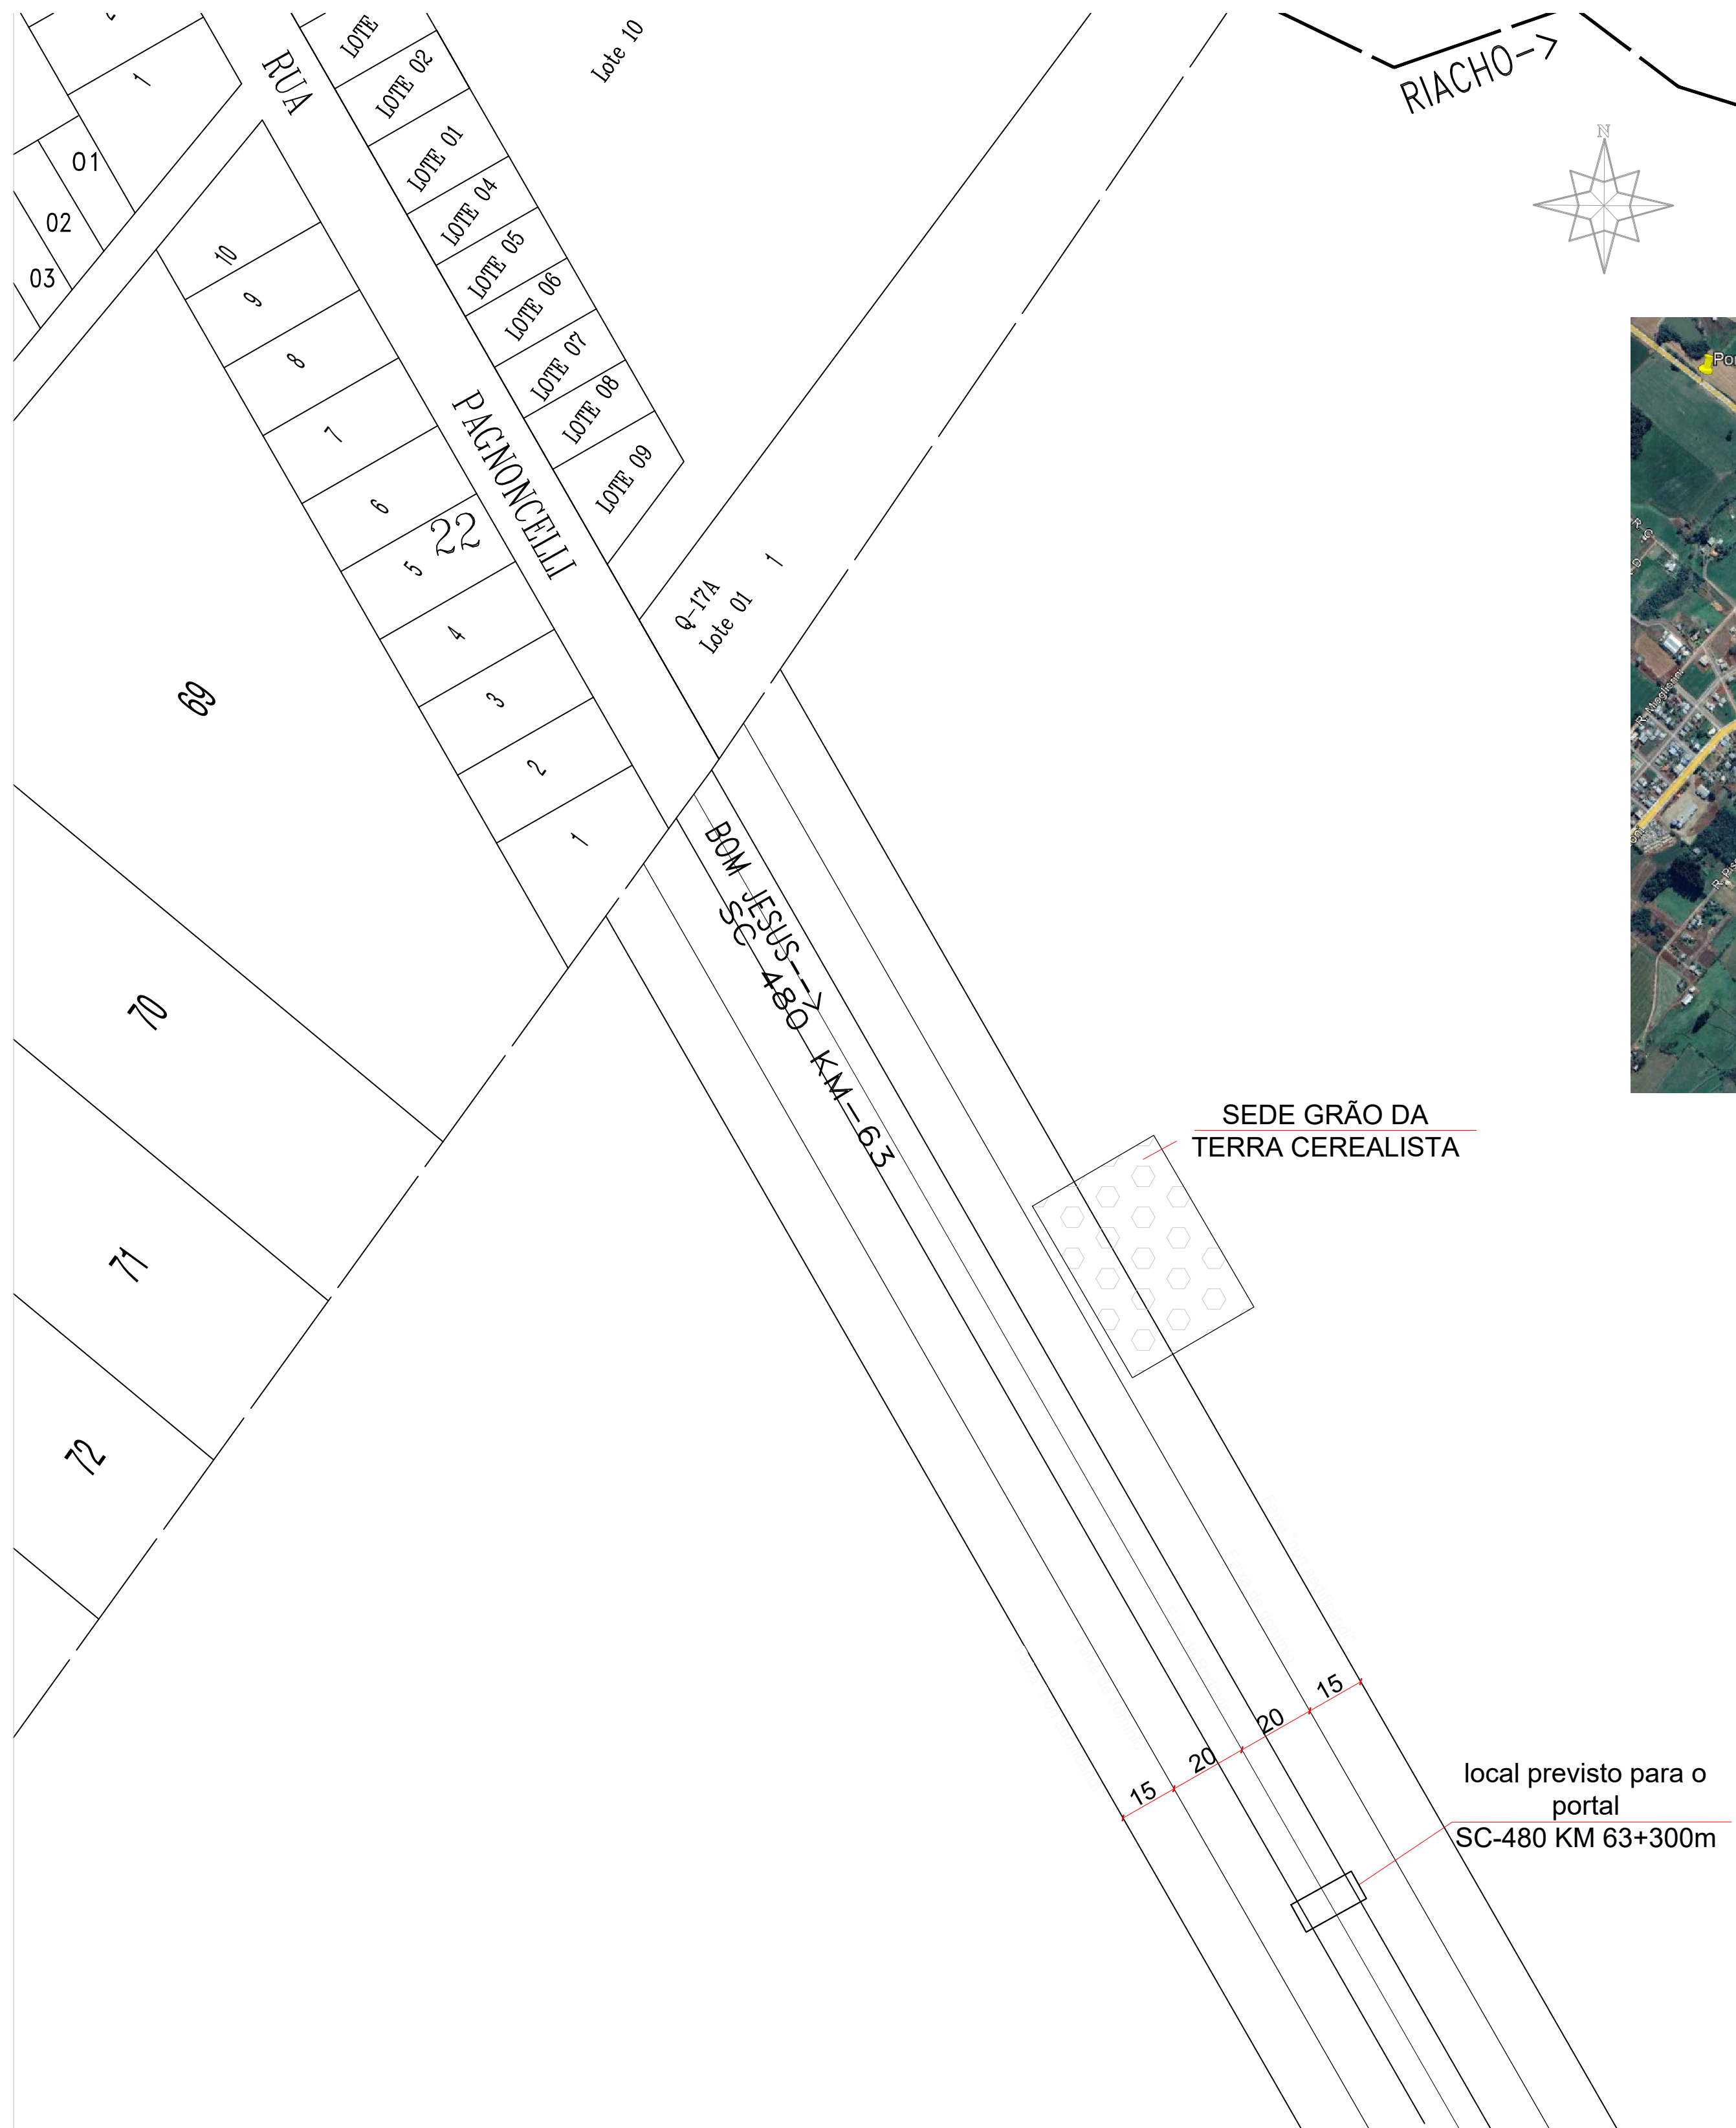 LOTE
LOTE 02
LOTE 01
LOTE 04
LOTE 05
LOTE 06
LOTE 07
LOTE 08
LOTE 09
Lote 10
RIACHO->
N
RUA
PAGNONCELLI
1
01
02
03
10
9
8
7
6
5
22
4
3
2
1
69
70
71
72
Q-17A
Lote 01
1
BOM JESUS-->
SC 480 KM-63
SEDE GRÃO DA
TERRA CEREALISTA
15
20
20
15
local previsto para o
portal
SC-480 KM 63+300m